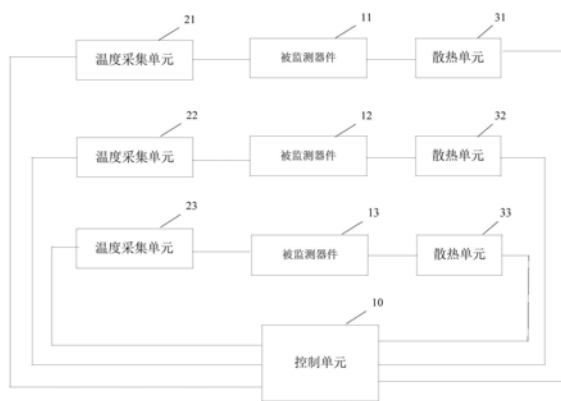 21 11 31
温度采集单元 被监测器件 散热单元
22 12 32
温度采集单元 被监测器件 散热单元
23 13 33
温度采集单元 被监测器件 散热单元
10
控制单元